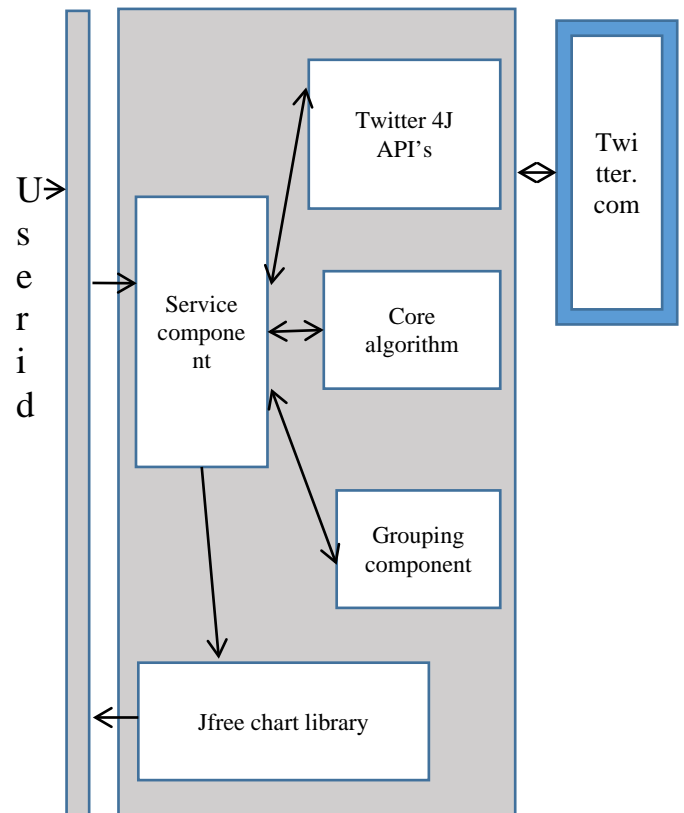 U
s
e
r
i
d
Twitter 4J
API’s
Twi
tter.
com
Service
compone
nt
Core
algorithm
Grouping
component
Jfree chart library